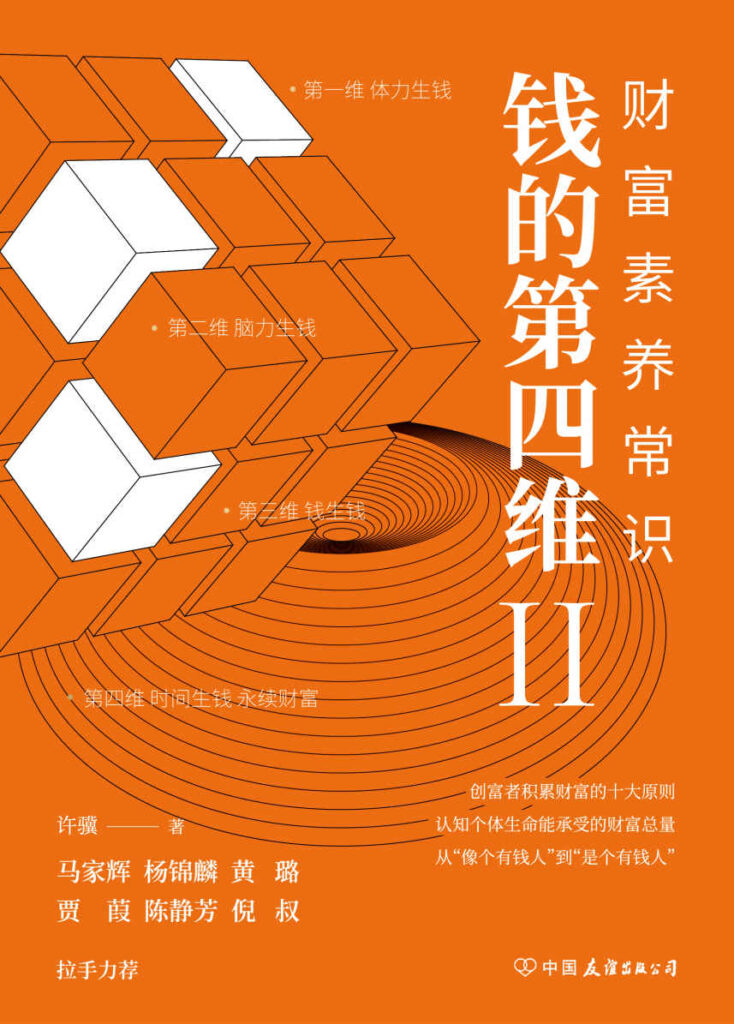 财富素养常识
钱的第四维
II
• 第一维 体力生钱
• 第二维 脑力生钱
• 第三维 钱生钱
• 第四维 时间生钱 永续财富
创富者积累财富的十大原则
认知个体生命能承受的财富总量
从“像个有钱人”到“是个有钱人”
许骥 —— 著
马家辉 杨锦麟 黄 璐
贾 葭 陈静芳 倪 叔
拉手力荐
中国友谊出版公司